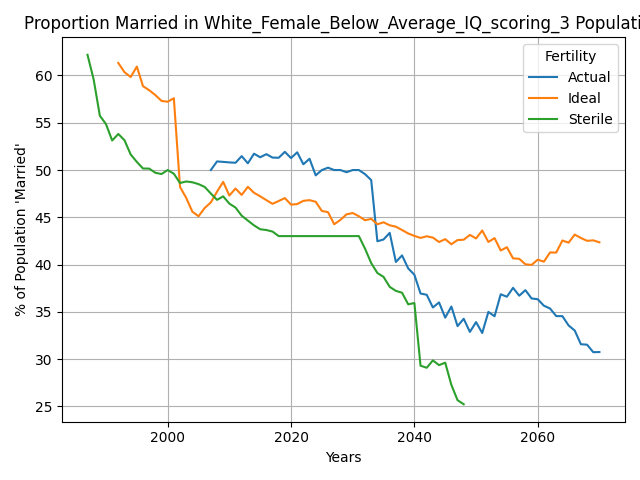 Proportion Married in White_Female_Below_Average_IQ_scoring_3 Populati
Fertility
Actual
Ideal
Sterile
% of Population 'Married'
60
55
50
45
40
35
30
25
2000 2020 2040 2060
Years